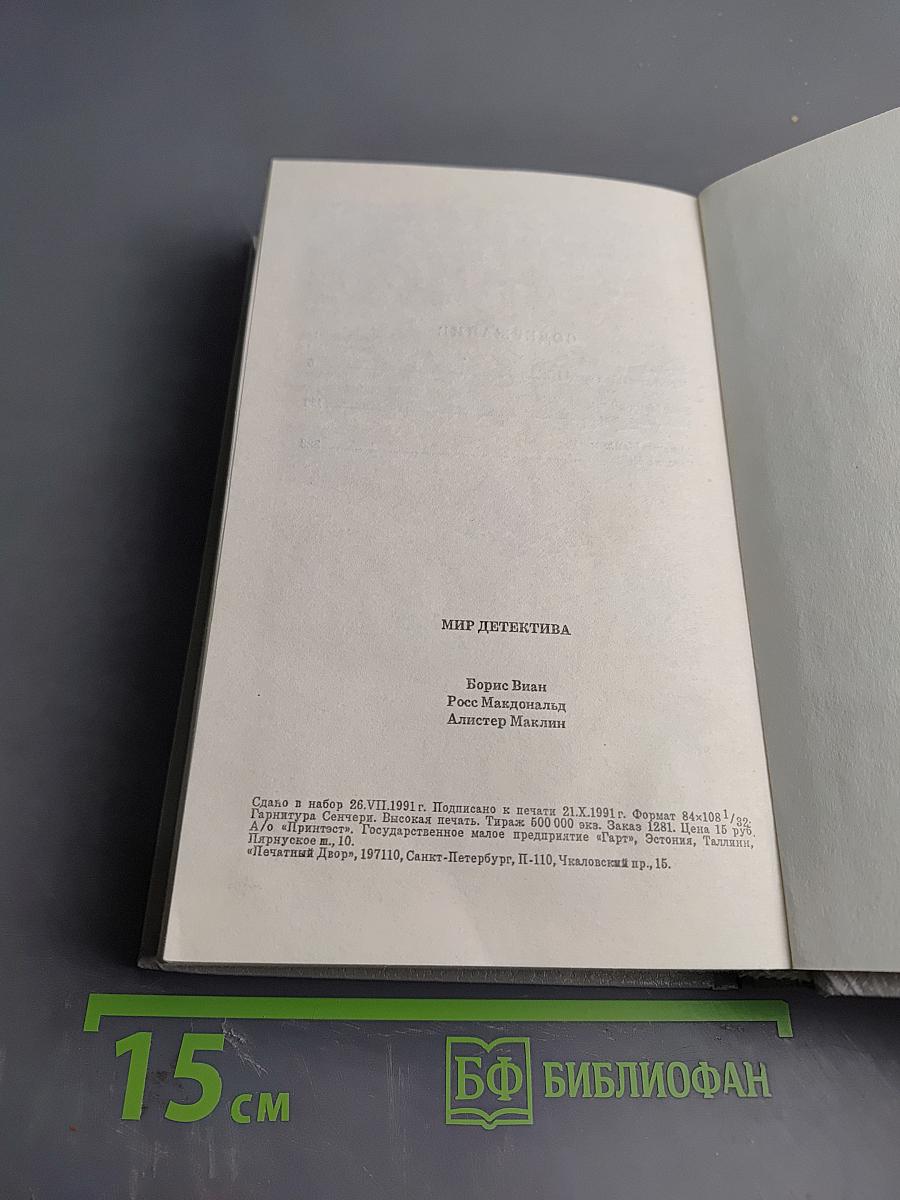 МИР ДЕТЕКТИВА
Борис Виан
Росс Макдональд
Алистер Маклин
Сдано в набор 26.VII.1991 г. Подписано к печати 21.X.1991 г. Формат 84×108 1/32.
Гарнитура Сенчери. Высокая печать. Тираж 500 000 экз. Заказ 1281. Цена 15 руб.
А/о «Принтэст». Государственное малое предприятие «Гарт», Эстония, Таллинн,
Пярнуское ш., 10.
«Печатный Двор», 197110, Санкт-Петербург, П-110, Чкаловский пр., 15.
15 см
БФ БИБЛИОФАН